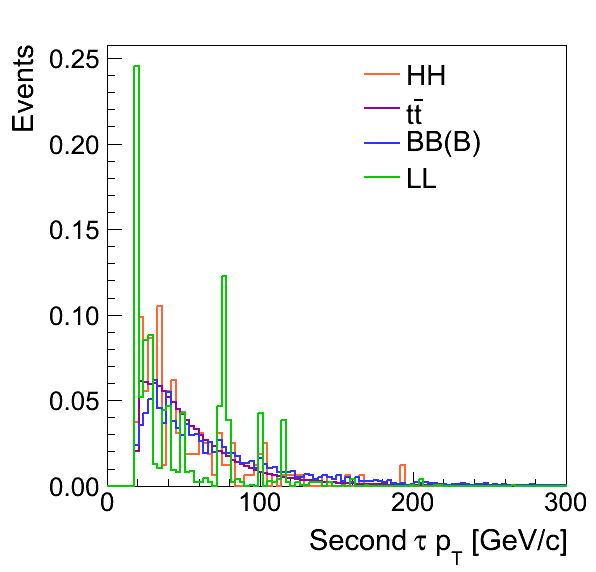 Events
0.25
0.20
0.15
0.10
0.05
0.00
HH
tt̄
BB(B)
LL
0 100 200 300
Second τ p_T [GeV/c]